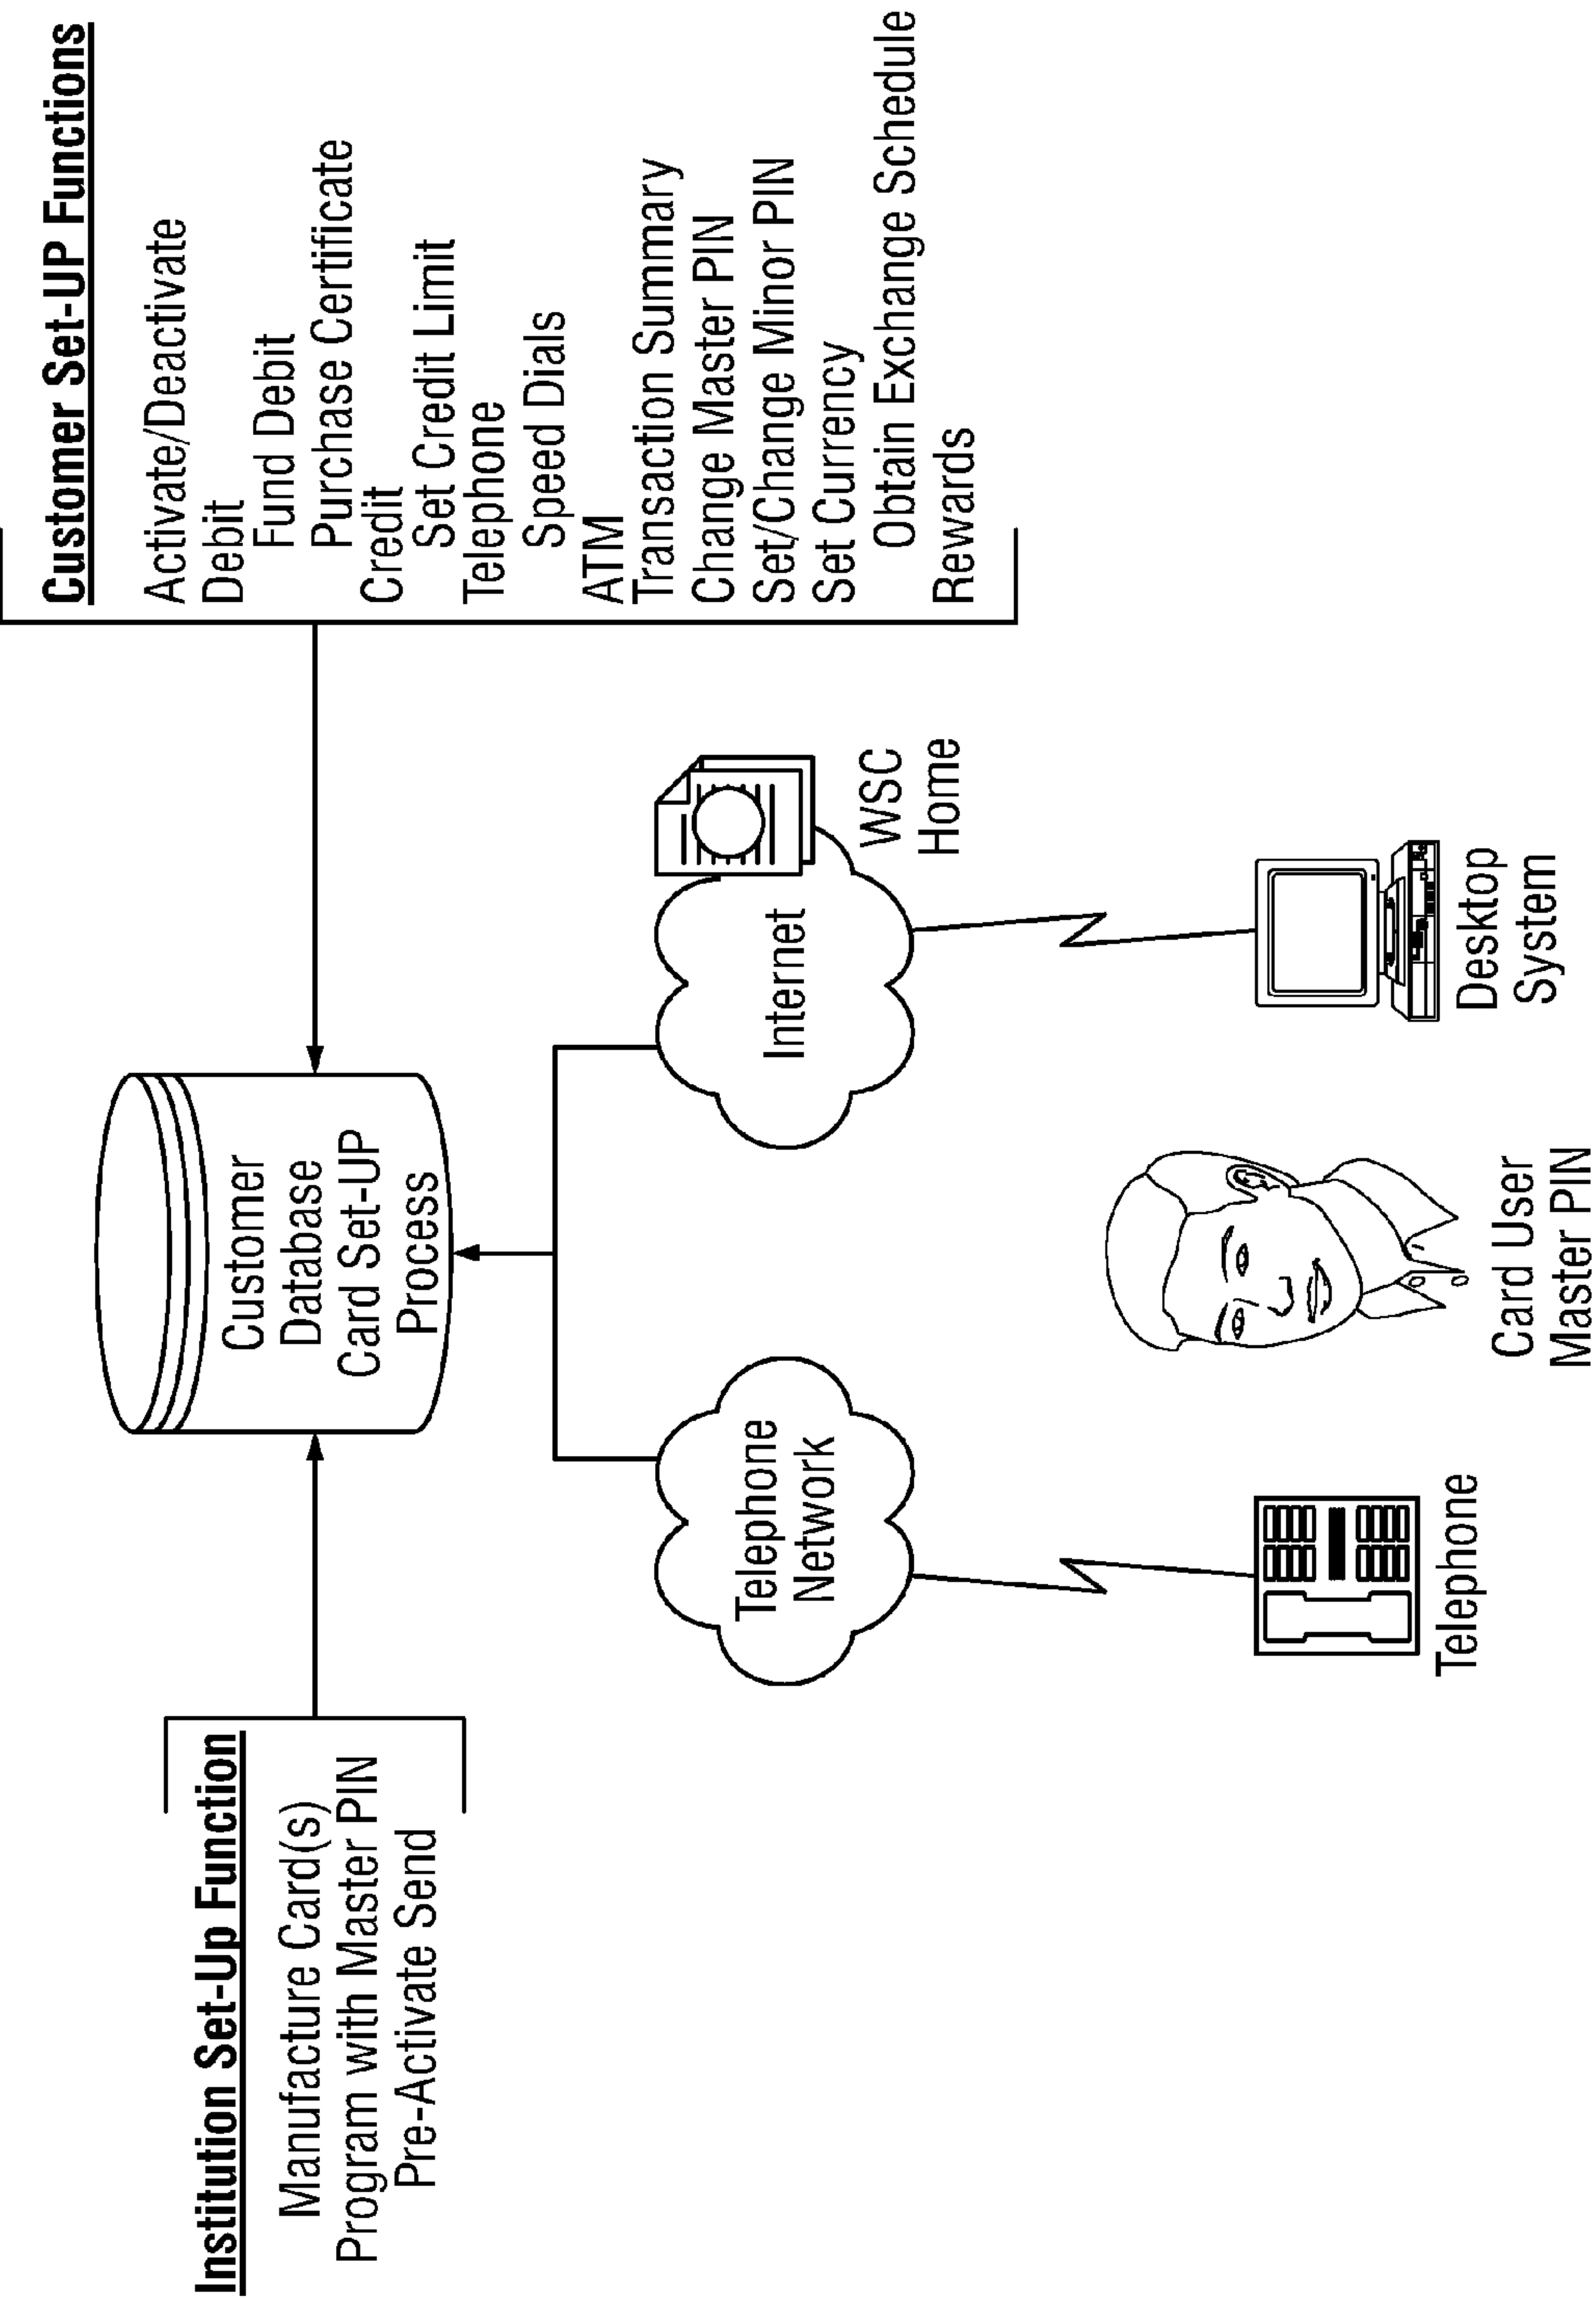 Institution Set-Up Function
Manufacture Card(s)
Program with Master PIN
Pre-Activate Send
Customer
Database
Card Set-UP
Process
Customer Set-UP Functions
Activate/Deactivate
Debit
Fund Debit
Purchase Certificate
Credit
Set Credit Limit
Telephone
Speed Dials
ATM
Transaction Summary
Change Master PIN
Set/Change Minor PIN
Set Currency
Obtain Exchange Schedule
Rewards
Telephone
Network
Internet
WSC
Home
Telephone
Card User
Master PIN
Desktop
System